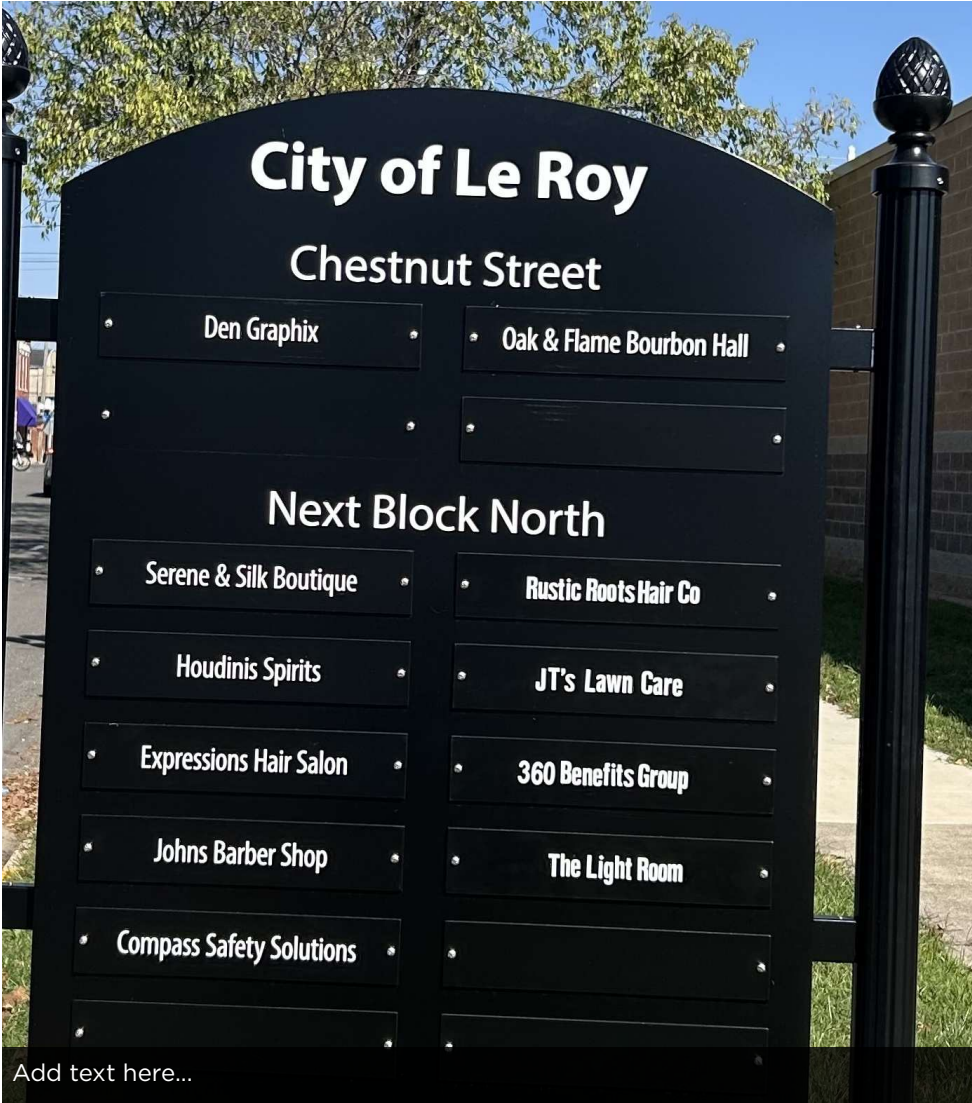 City of Le Roy
Chestnut Street
Den Graphix
Oak & Flame Bourbon Hall
Next Block North
Serene & Silk Boutique
Rustic Roots Hair Co
Houdinis Spirits
JT's Lawn Care
Expressions Hair Salon
360 Benefits Group
Johns Barber Shop
The Light Room
Compass Safety Solutions
Add text here...